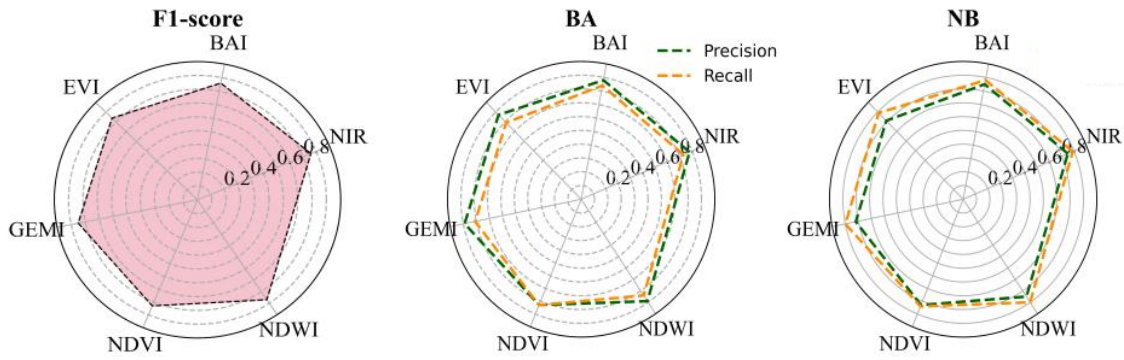 F1-score
BAI
EVI
NIR
0.2 0.4 0.6 0.8
GEMI
NDVI
NDWI
BA
BAI
Precision
Recall
EVI
NIR
0.2 0.4 0.6 0.8
GEMI
NDVI
NDWI
NB
BAI
EVI
NIR
0.2 0.4 0.6 0.8
GEMI
NDVI
NDWI